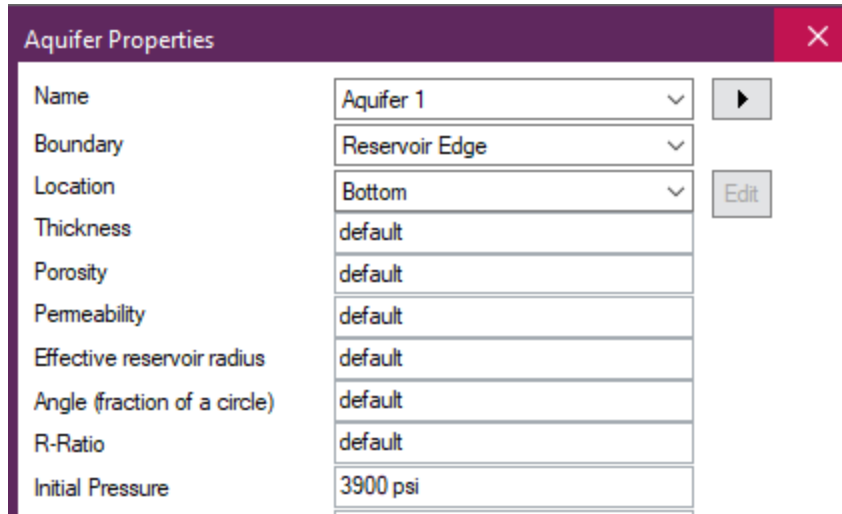 Aquifer Properties
Name Aquifer 1
Boundary Reservoir Edge
Location Bottom Edit
Thickness default
Porosity default
Permeability default
Effective reservoir radius default
Angle (fraction of a circle) default
R-Ratio default
Initial Pressure 3900 psi